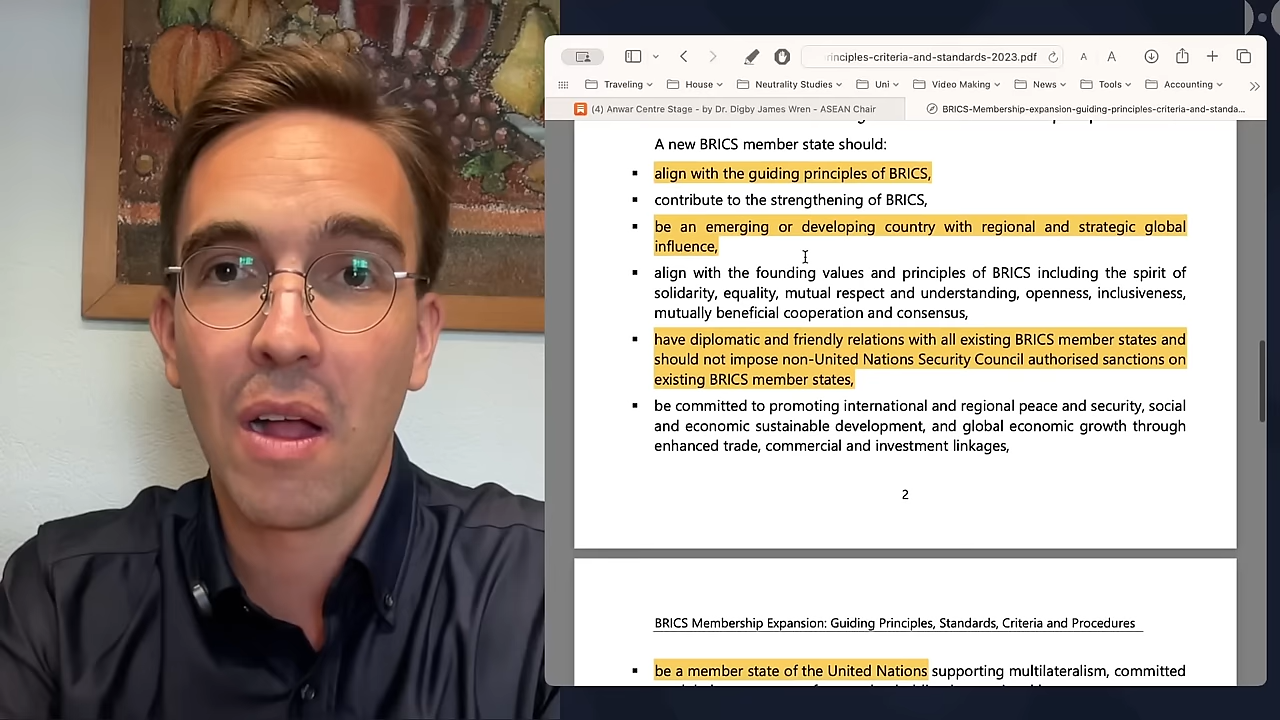 rinciples-criteria-and-standards-2023.pdf
A A
Traveling House Neutrality Studies Uni Video Making News Tools Accounting
(4) Anwar Centre Stage - by Dr. Digby James Wren - ASEAN Chair
BRICS-Membership-expansion-guiding-principles-criteria-and-standa...
A new BRICS member state should:
▪ align with the guiding principles of BRICS,
▪ contribute to the strengthening of BRICS,
▪ be an emerging or developing country with regional and strategic global
influence,
▪ align with the founding values and principles of BRICS including the spirit of
solidarity, equality, mutual respect and understanding, openness, inclusiveness,
mutually beneficial cooperation and consensus,
▪ have diplomatic and friendly relations with all existing BRICS member states and
should not impose non-United Nations Security Council authorised sanctions on
existing BRICS member states,
▪ be committed to promoting international and regional peace and security, social
and economic sustainable development, and global economic growth through
enhanced trade, commercial and investment linkages,
2
BRICS Membership Expansion: Guiding Principles, Standards, Criteria and Procedures
▪ be a member state of the United Nations supporting multilateralism, committed